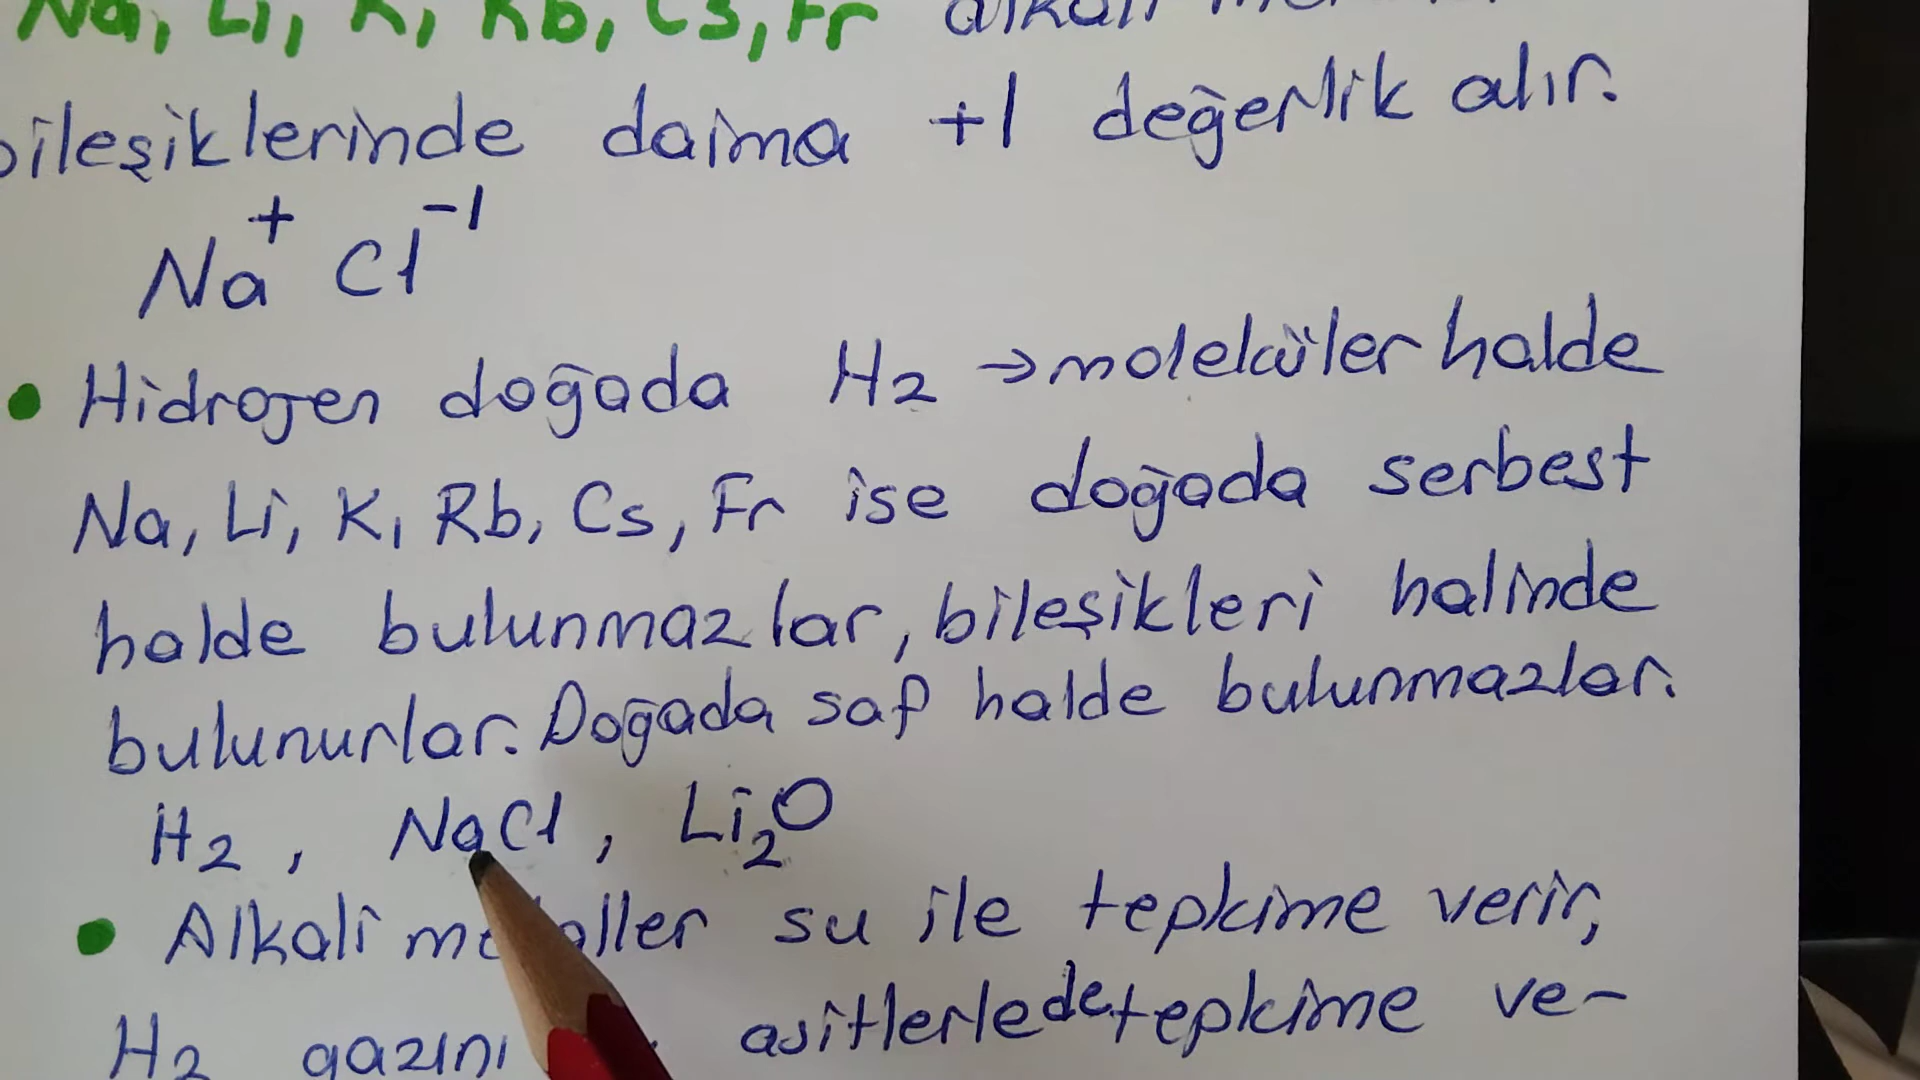 Na, Li, K, Rb, Cs, Fr alkali
bileşiklerinde daima +1 değerlik alır.
Na⁺ Cl⁻¹
• Hidrojen doğada H₂ → moleküler halde
Na, Li, K, Rb, Cs, Fr ise doğada serbest
halde bulunmazlar, bileşikleri halinde
bulunurlar. Doğada saf halde bulunmazlar.
H₂, NaCl, Li₂O
• Alkali metaller su ile tepkime verir,
H₂ gazını asitlerlede tepkime ve-